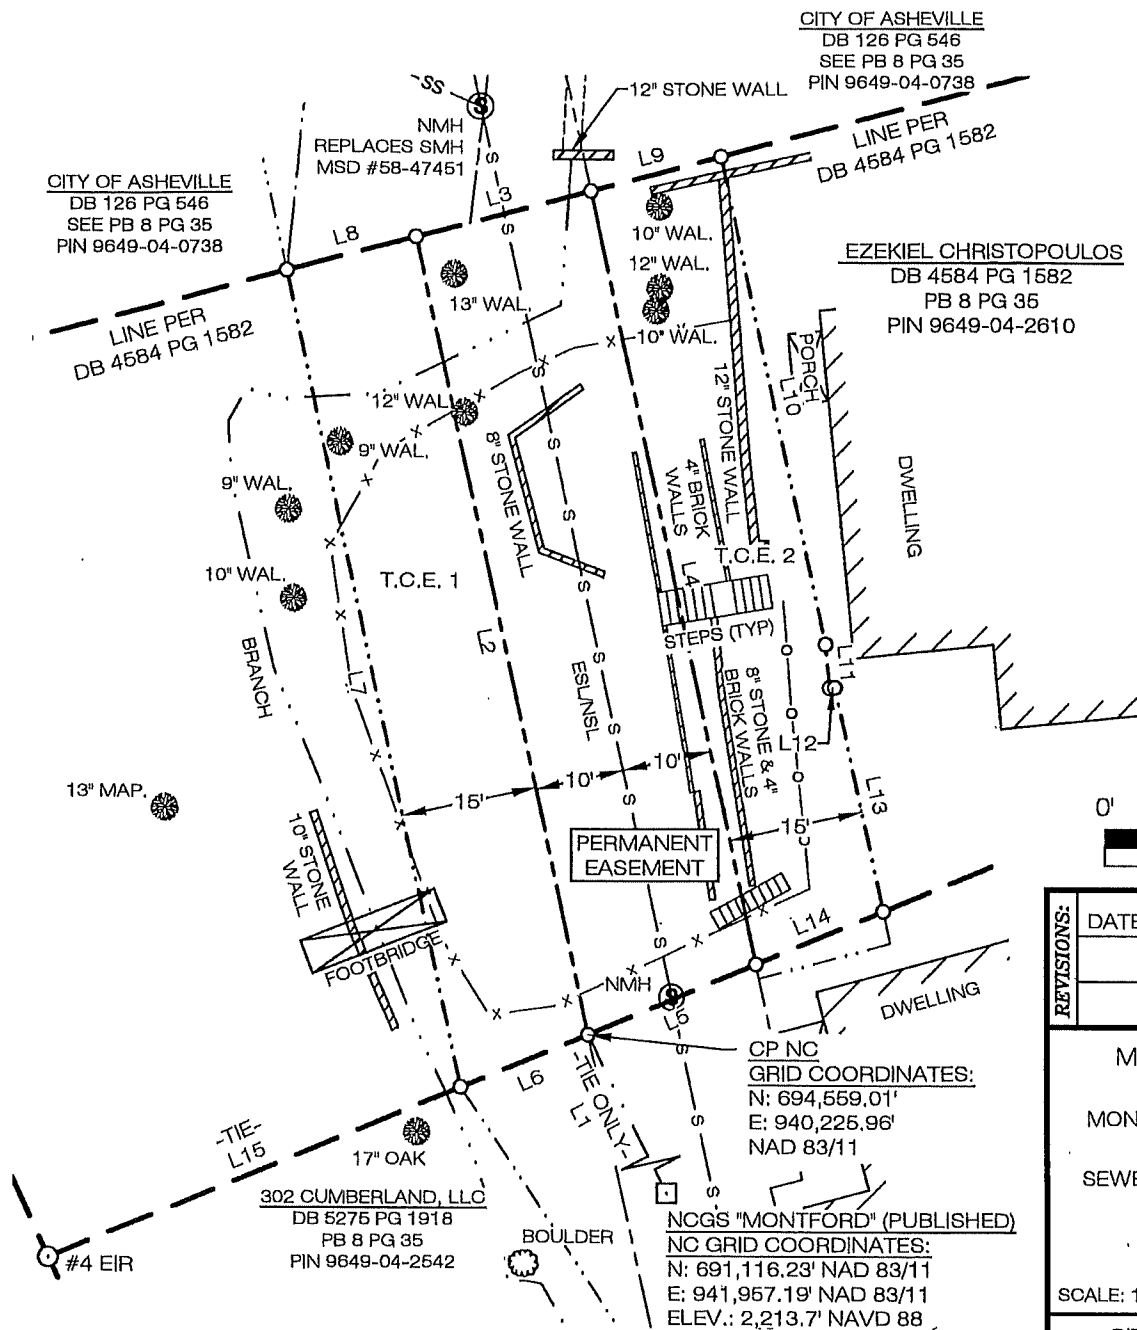 CITY OF ASHEVILLE
DB 126 PG 546
SEE PB 8 PG 35
PIN 9649-04-0738
SS
S
12" STONE WALL
NMH
REPLACES SMH
MSD #58-47451
L9
LINE PER
DB 4584 PG 1582
CITY OF ASHEVILLE
DB 126 PG 546
SEE PB 8 PG 35
PIN 9649-04-0738
L3
L8
10" WAL.
12" WAL.
10" WAL.
EZEKIEL CHRISTOPOULOS
DB 4584 PG 1582
PB 8 PG 35
PIN 9649-04-2610
13" WAL.
LINE PER
DB 4584 PG 1582
PORCH
L10
12" WAL.
9" WAL.
9" WAL.
8" STONE WALL
4" BRICK
WALLS
12" STONE WALL
DWELLING
10" WAL.
T.C.E. 1
T.C.E. 2
L4
STEPS (TYP)
L2
L7
BRANCH
ESL/NSL
8" STONE & 4"
BRICK WALLS
L11
L12
L13
13" MAP.
15'
10'
10'
15'
10" STONE
WALL
PERMANENT
EASEMENT
0'
FOOTBRIDGE
L14
REVISIONS:
DATE
NMH
S
L5
DWELLING
L6
-TIE ONLY-
L1
CP NC
GRID COORDINATES:
N: 694,559.01'
E: 940,225.96'
NAD 83/11
M
MON
SEWE
-TIE-
L15
17" OAK
302 CUMBERLAND, LLC
DB 5275 PG 1918
PB 8 PG 35
PIN 9649-04-2542
#4 EIR
BOULDER
NCGS "MONTFORD" (PUBLISHED)
NC GRID COORDINATES:
N: 691,116.23' NAD 83/11
E: 941,957.19' NAD 83/11
ELEV.: 2,213.7' NAVD 88
SCALE: 1